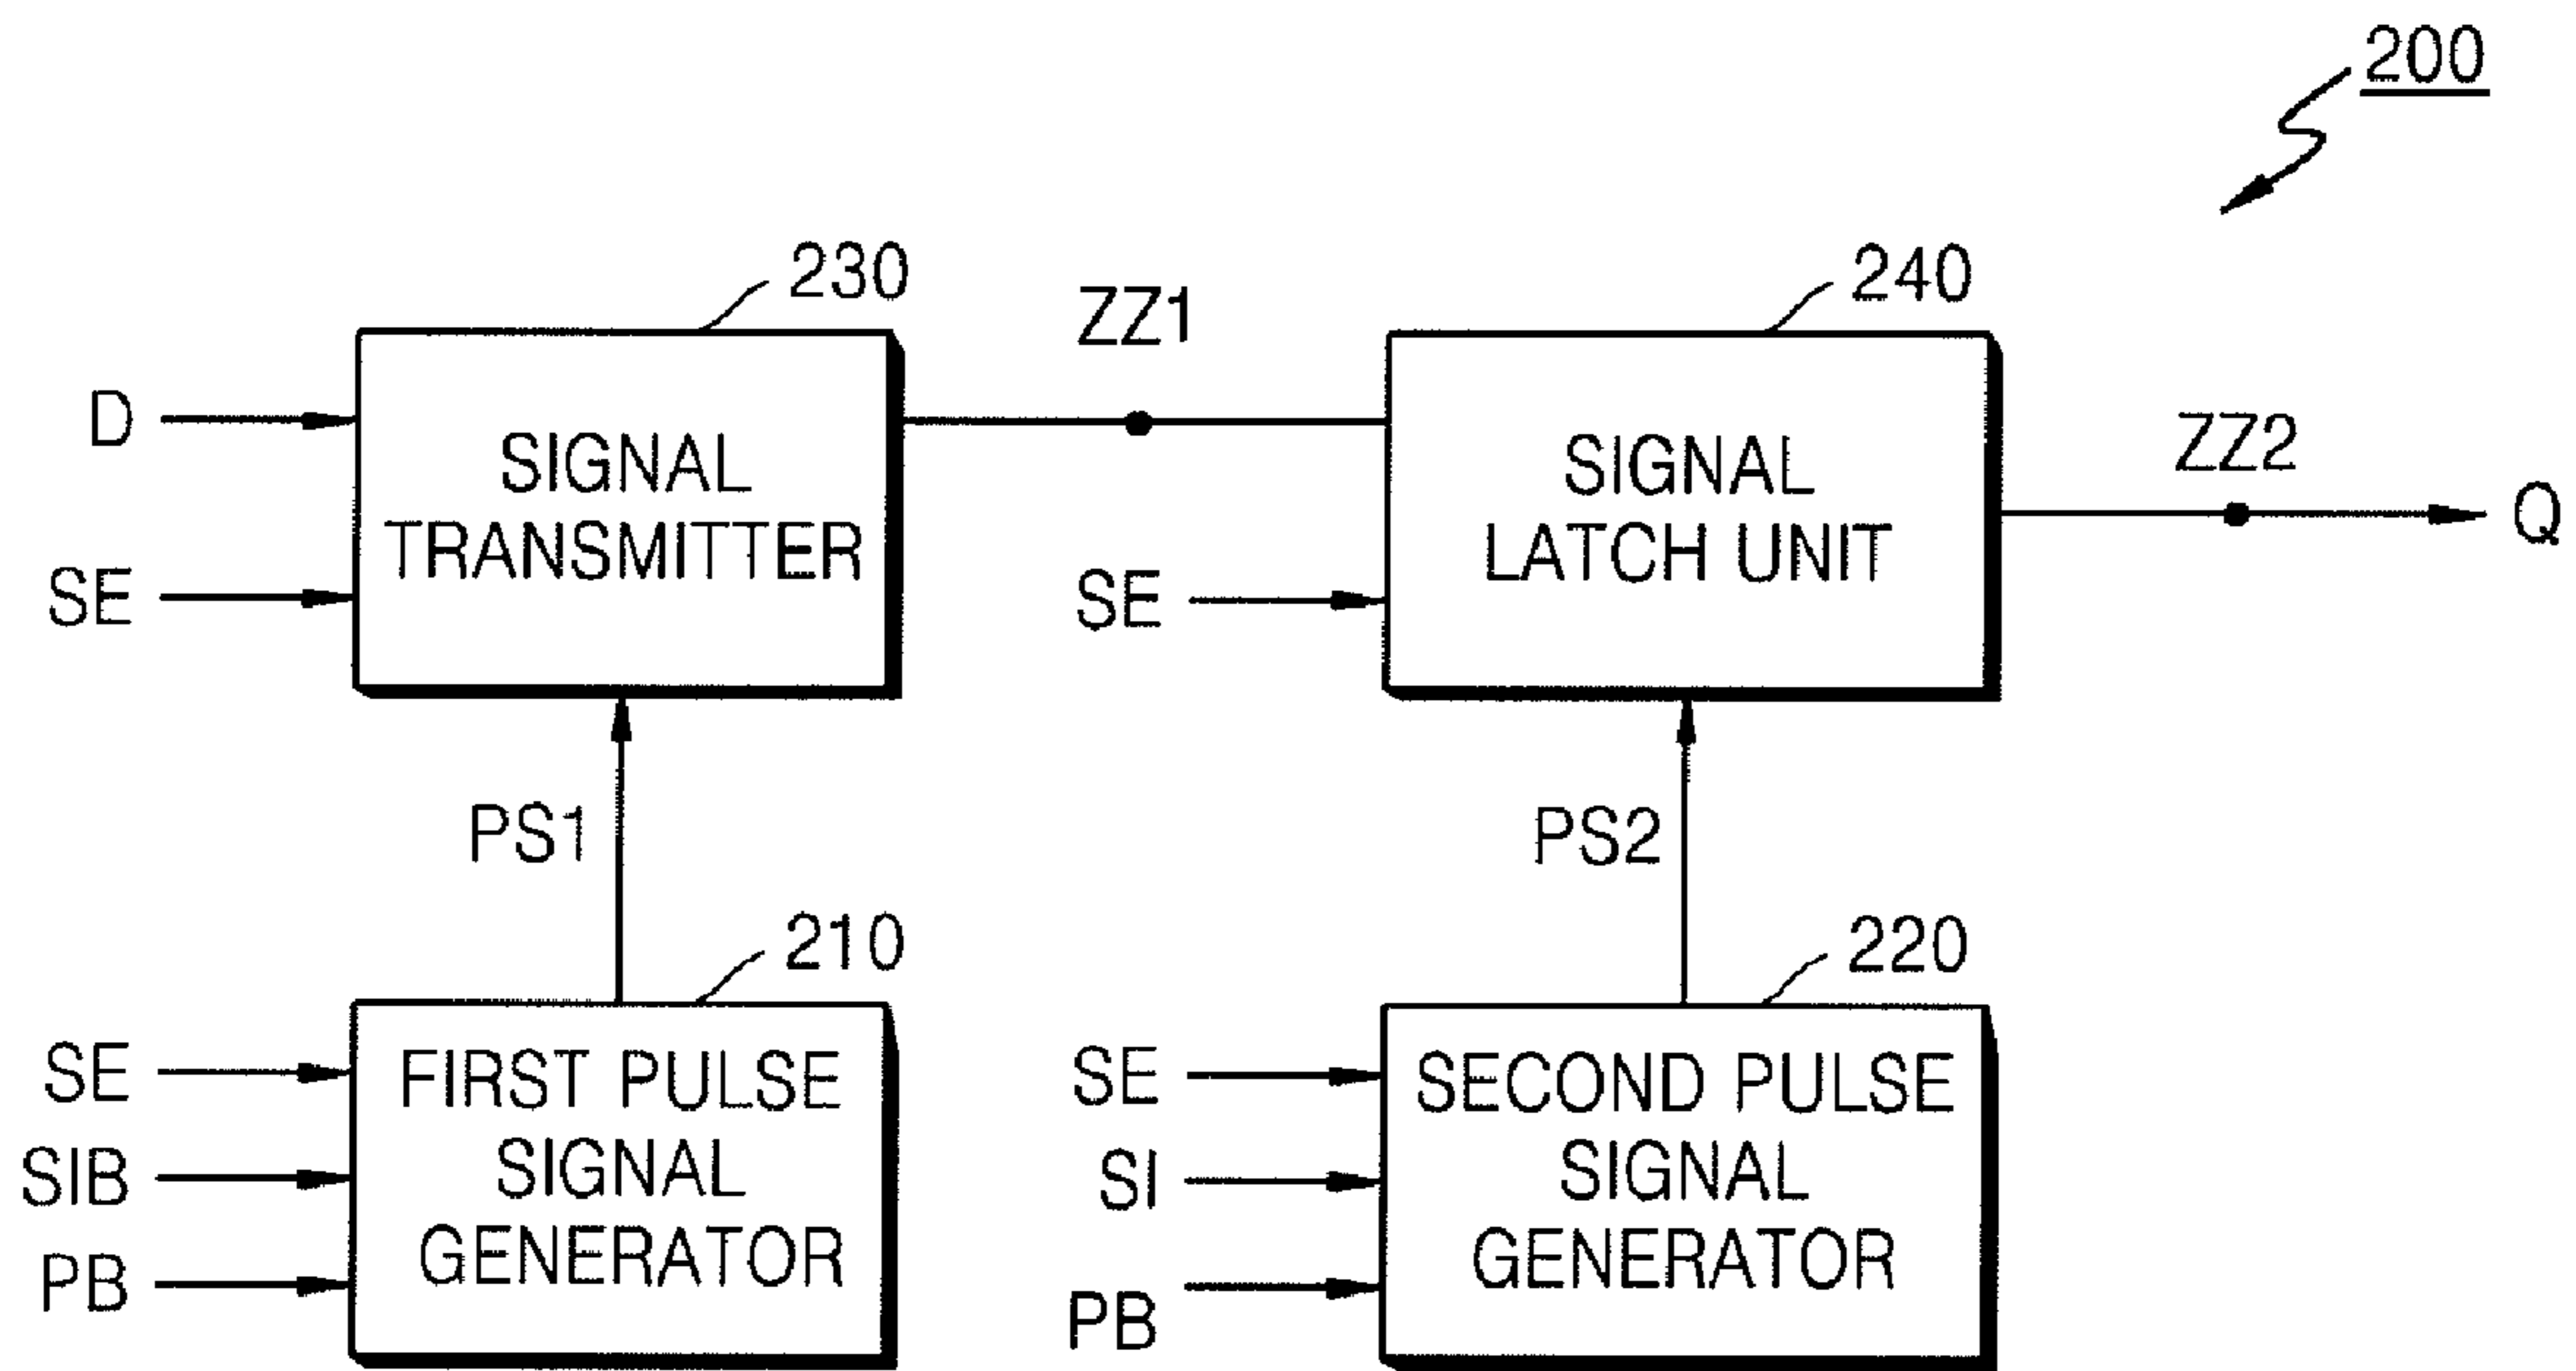 200
230
ZZ1
240
D
SIGNAL
TRANSMITTER
SE
SIGNAL
LATCH UNIT
SE
ZZ2
Q
PS1
PS2
210
220
SE
SIB
PB
FIRST PULSE
SIGNAL
GENERATOR
SE
SI
PB
SECOND PULSE
SIGNAL
GENERATOR